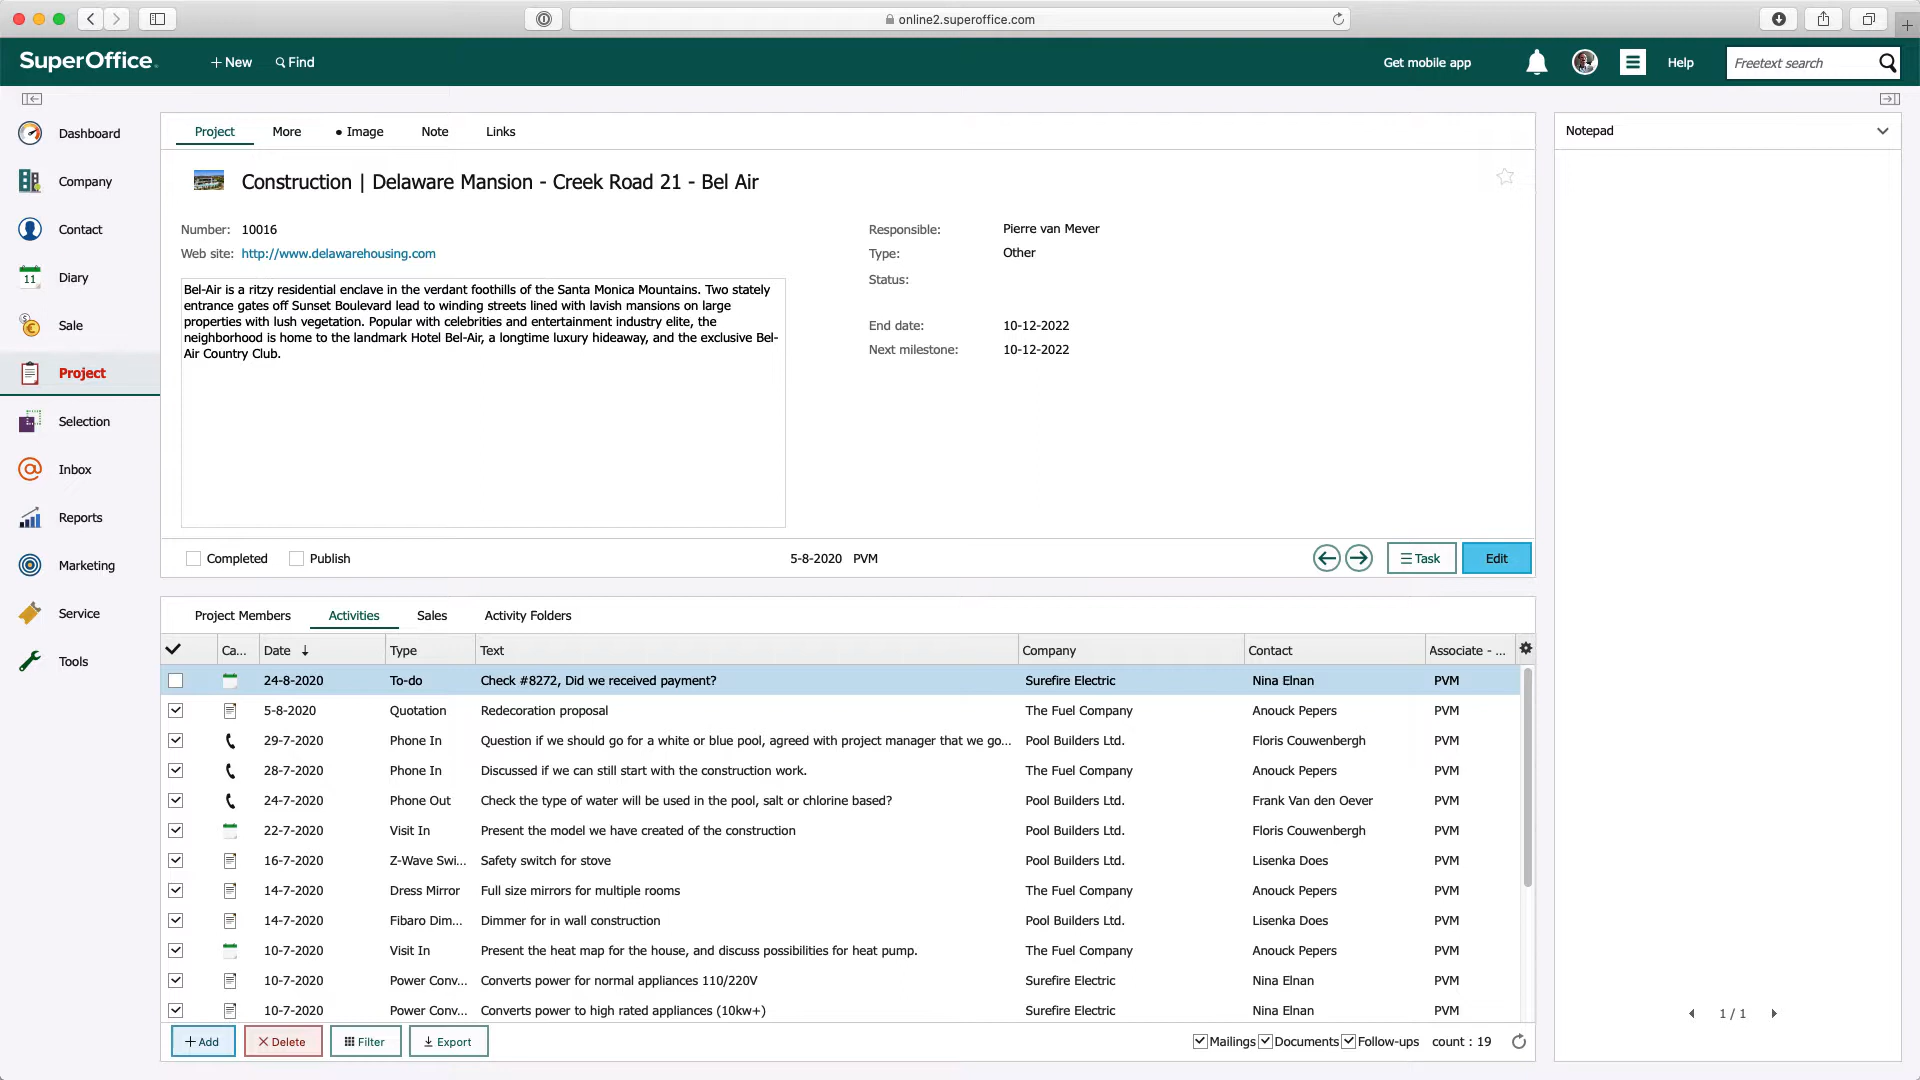 online2.superoffice.com
SuperOffice.
+ New
Find
Get mobile app
Help
Freetext search
Dashboard
Company
Contact
11
Diary
Sale
Project
Selection
Inbox
Reports
Marketing
Service
Tools
Project
More
• Image
Note
Links
Construction | Delaware Mansion - Creek Road 21 - Bel Air
Number: 10016
Web site: http://www.delawarehousing.com
Bel-Air is a ritzy residential enclave in the verdant foothills of the Santa Monica Mountains. Two stately
entrance gates off Sunset Boulevard lead to winding streets lined with lavish mansions on large
properties with lush vegetation. Popular with celebrities and entertainment industry elite, the
neighborhood is home to the landmark Hotel Bel-Air, a longtime luxury hideaway, and the exclusive Bel-
Air Country Club.
Responsible: Pierre van Mever
Type: Other
Status:
End date: 10-12-2022
Next milestone: 10-12-2022
Completed
Publish
5-8-2020 PVM
Task
Edit
Project Members
Activities
Sales
Activity Folders
Ca... Date Type Text Company Contact Associate - ...
24-8-2020 To-do Check #8272, Did we received payment? Surefire Electric Nina Elnan PVM
5-8-2020 Quotation Redecoration proposal The Fuel Company Anouck Pepers PVM
29-7-2020 Phone In Question if we should go for a white or blue pool, agreed with project manager that we go... Pool Builders Ltd. Floris Couwenbergh PVM
28-7-2020 Phone In Discussed if we can still start with the construction work. The Fuel Company Anouck Pepers PVM
24-7-2020 Phone Out Check the type of water will be used in the pool, salt or chlorine based? Pool Builders Ltd. Frank Van den Oever PVM
22-7-2020 Visit In Present the model we have created of the construction Pool Builders Ltd. Floris Couwenbergh PVM
16-7-2020 Z-Wave Swi... Safety switch for stove Pool Builders Ltd. Lisenka Does PVM
14-7-2020 Dress Mirror Full size mirrors for multiple rooms The Fuel Company Anouck Pepers PVM
14-7-2020 Fibaro Dim... Dimmer for in wall construction Pool Builders Ltd. Lisenka Does PVM
10-7-2020 Visit In Present the heat map for the house, and discuss possibilities for heat pump. The Fuel Company Anouck Pepers PVM
10-7-2020 Power Conv... Converts power for normal appliances 110/220V Surefire Electric Nina Elnan PVM
10-7-2020 Power Conv... Converts power to high rated appliances (10kw+) Surefire Electric Nina Elnan PVM
+ Add
Delete
Filter
Export
Mailings
Documents
Follow-ups
count : 19
Notepad
1 / 1